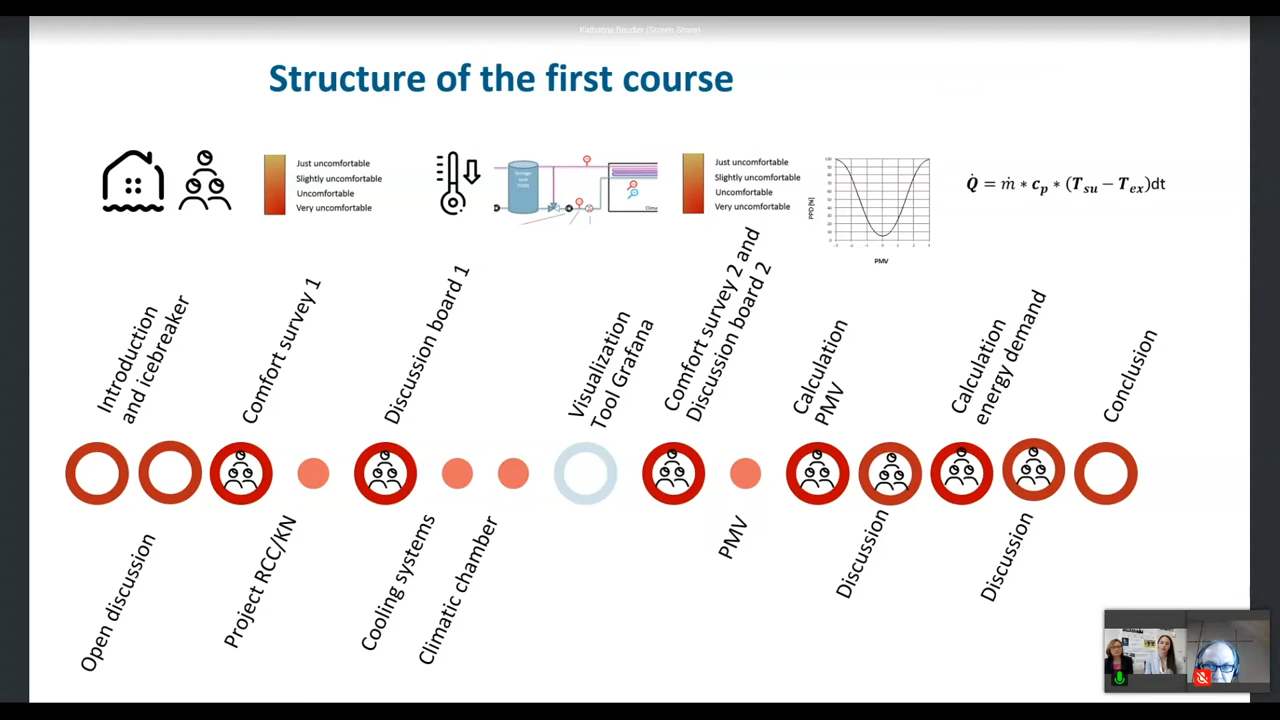 Structure of the first course
Just uncomfortable
Slightly uncomfortable
Uncomfortable
Very uncomfortable
Just uncomfortable
Slightly uncomfortable
Uncomfortable
Very uncomfortable
PPD [%]
PMV
Q̇ = ṁ * cₚ * (Tₛᵤ − Tₑₓ)dt
Introduction
and icebreaker
Comfort survey 1
Discussion board 1
Visualization
Tool Grafana
Comfort survey 2 and
Discussion board 2
Calculation
PMV
Calculation
energy demand
Conclusion
Open discussion
Project RCC/KN
Cooling systems
Climatic chamber
PMV
Discussion
Discussion